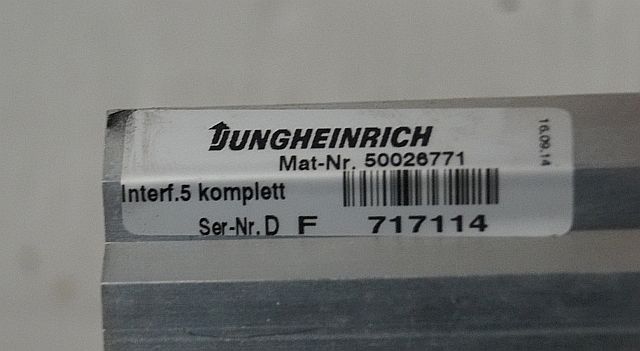 JUNGHEINRICH
Mat-Nr. 50026771
Interf.5 komplett
Ser-Nr. D F 717114
16.09.14